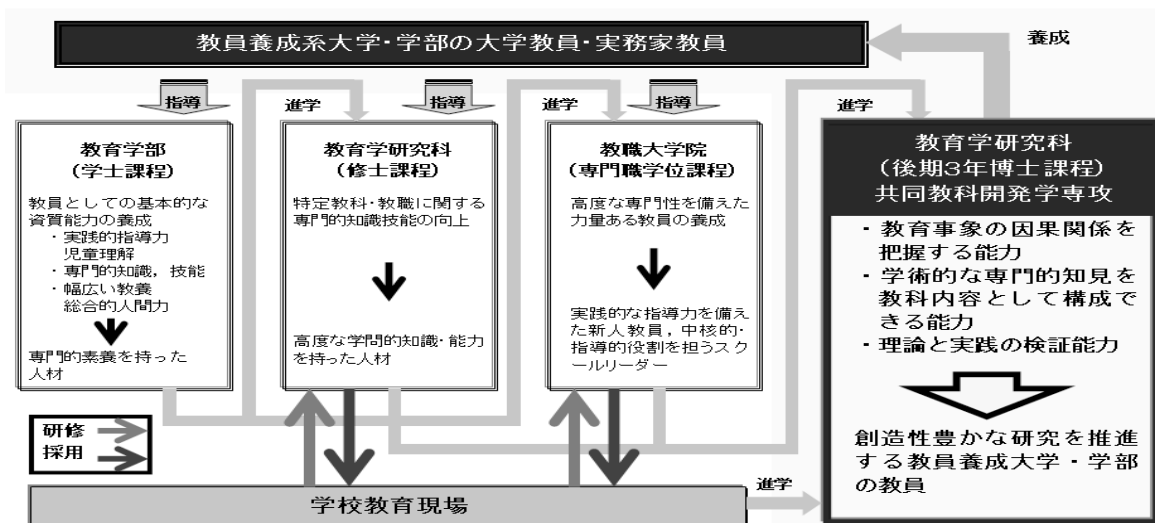 教員養成系大学・学部の大学教員・実務家教員
養成
指導
進学
指導
進学
指導
進学
教育学部
(学士課程)
教員としての基本的な
資質能力の養成
・実践的指導力
児童理解
・専門的知識，技能
・幅広い教養
総合的人間力
専門的素養を持った
人材
教育学研究科
(修士課程)
特定教科・教職に関する
専門的知識技能の向上
高度な学問的知識・能力
を持った人材
教職大学院
(専門職学位課程)
高度な専門性を備えた
力量ある教員の養成
実践的な指導力を備え
た新人教員，中核的・
指導的役割を担うスク
ールリーダー
教育学研究科
(後期3年博士課程)
共同教科開発学専攻
・教育事象の因果関係を
把握する能力
・学術的な専門的知見を
教科内容として構成で
きる能力
・理論と実践の検証能力
創造性豊かな研究を推進
する教員養成大学・学部
の教員
研修
採用
学校教育現場
進学